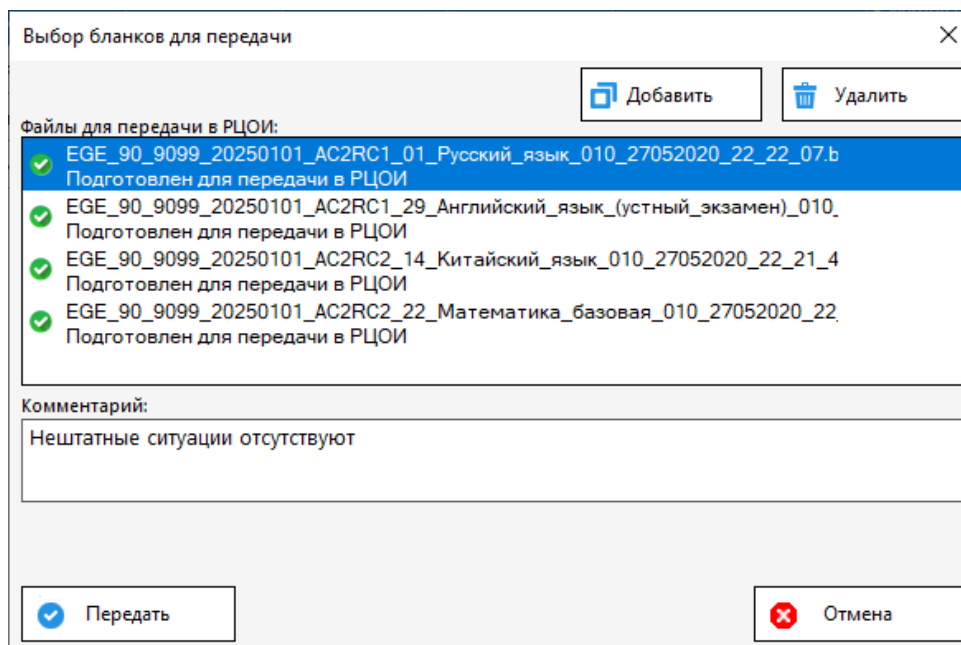 Выбор бланков для передачи
Добавить
Удалить
Файлы для передачи в РЦОИ:
EGE_90_9099_20250101_AC2RC1_01_Русский_язык_010_27052020_22_22_07.b
Подготовлен для передачи в РЦОИ
EGE_90_9099_20250101_AC2RC1_29_Английский_язык_(устный_экзамен)_010_
Подготовлен для передачи в РЦОИ
EGE_90_9099_20250101_AC2RC2_14_Китайский_язык_010_27052020_22_21_4
Подготовлен для передачи в РЦОИ
EGE_90_9099_20250101_AC2RC2_22_Математика_базовая_010_27052020_22_
Подготовлен для передачи в РЦОИ
Комментарий:
Нештатные ситуации отсутствуют
Передать
Отмена